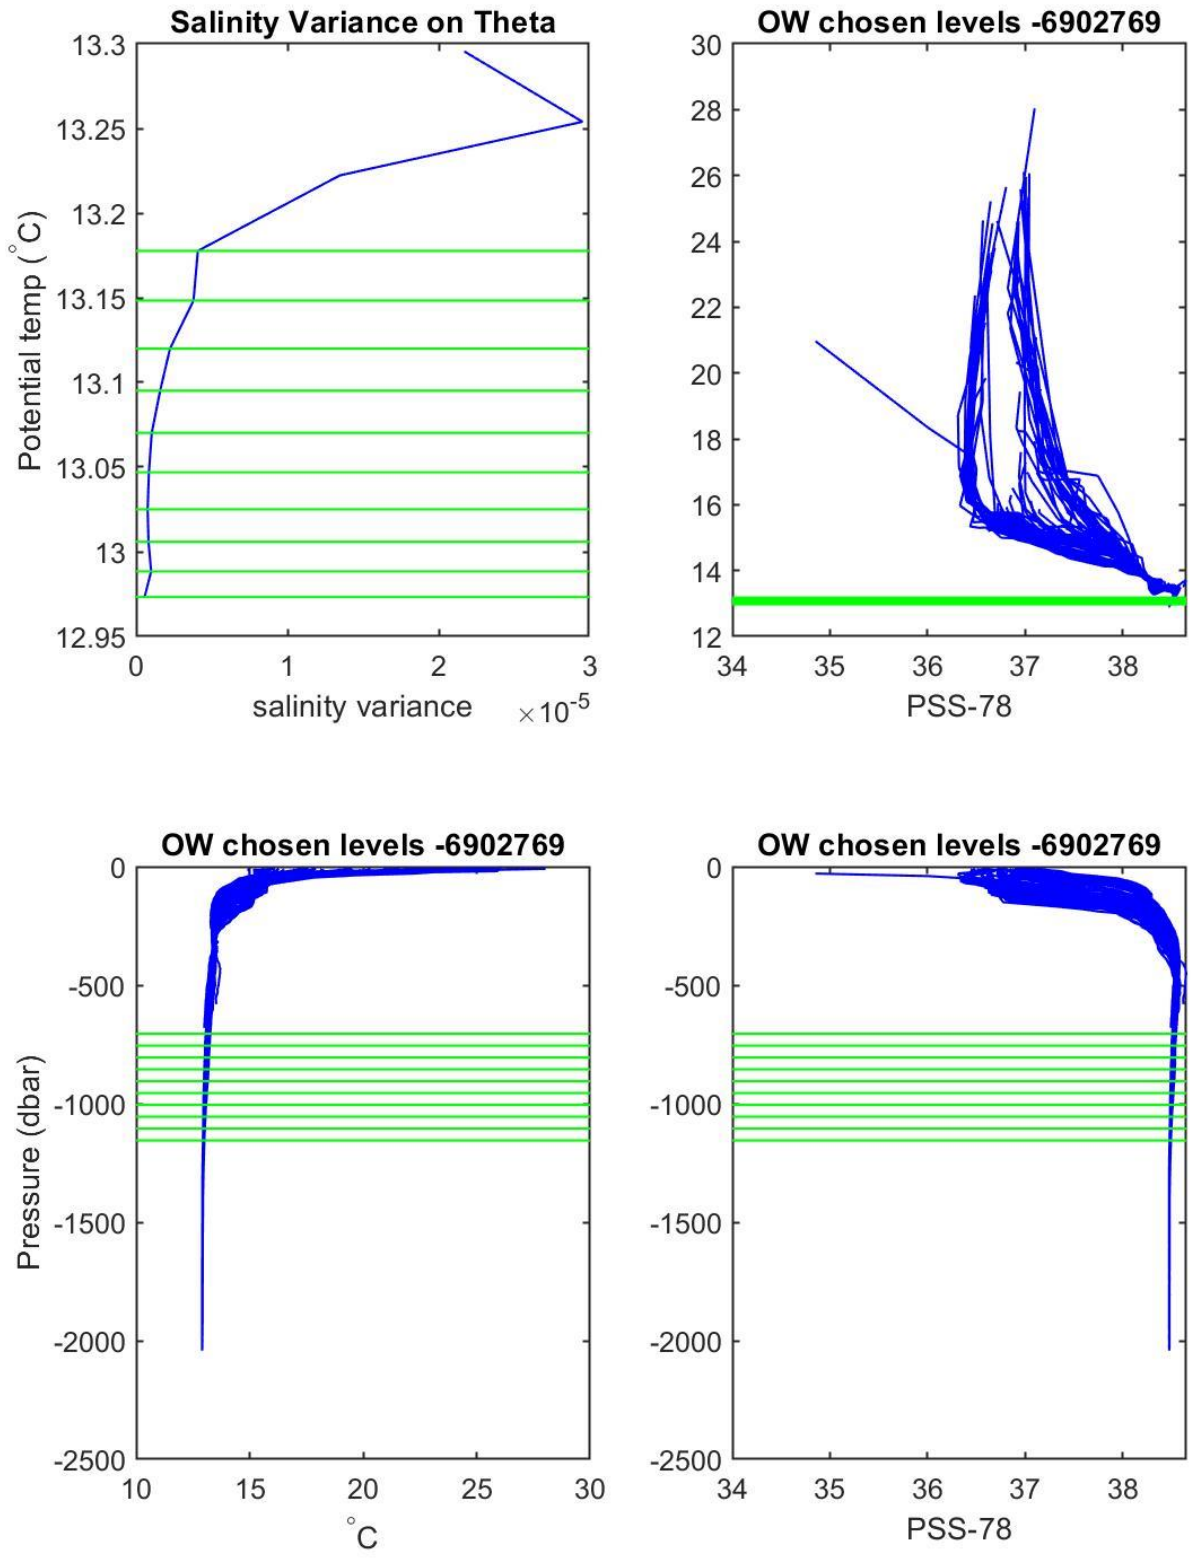 Salinity Variance on Theta
13.3
13.25
13.2
13.15
13.1
13.05
13
12.95
Potential temp (°C)
0 1 2 3
salinity variance ×10-5
OW chosen levels -6902769
30
28
26
24
22
20
18
16
14
12
34 35 36 37 38
PSS-78
OW chosen levels -6902769
0
-500
-1000
-1500
-2000
-2500
Pressure (dbar)
10 15 20 25 30
°C
OW chosen levels -6902769
0
-500
-1000
-1500
-2000
-2500
34 35 36 37 38
PSS-78